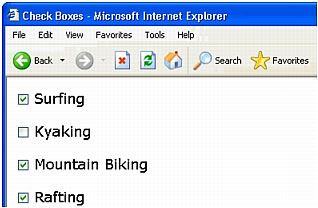 Check Boxes - Microsoft Internet Explorer
File Edit View Favorites Tools Help
Back Search Favorites
Surfing
Kyaking
Mountain Biking
Rafting